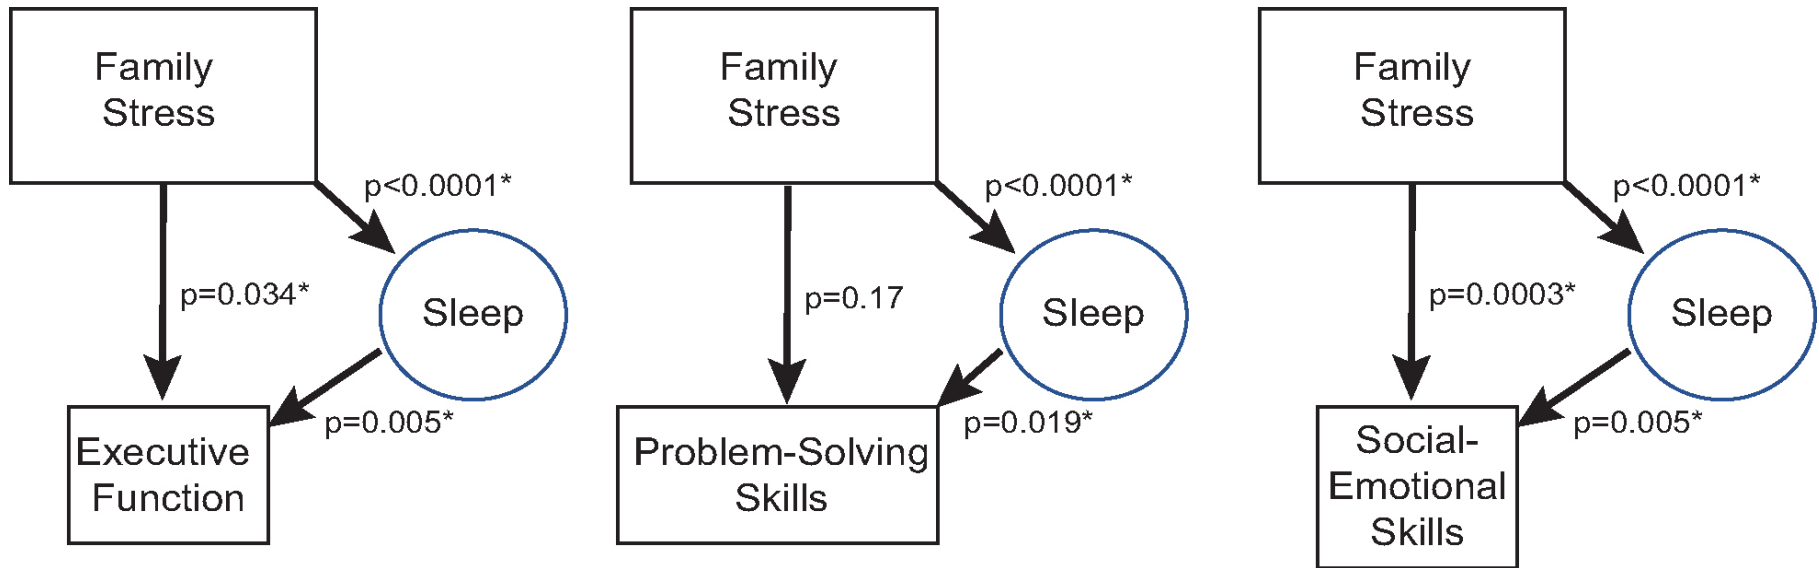 Family
Stress
p<0.0001*
p=0.034*
Sleep
p=0.005*
Executive
Function
Family
Stress
p<0.0001*
p=0.17
Sleep
p=0.019*
Problem-Solving
Skills
Family
Stress
p<0.0001*
p=0.0003*
Sleep
p=0.005*
Social-
Emotional
Skills